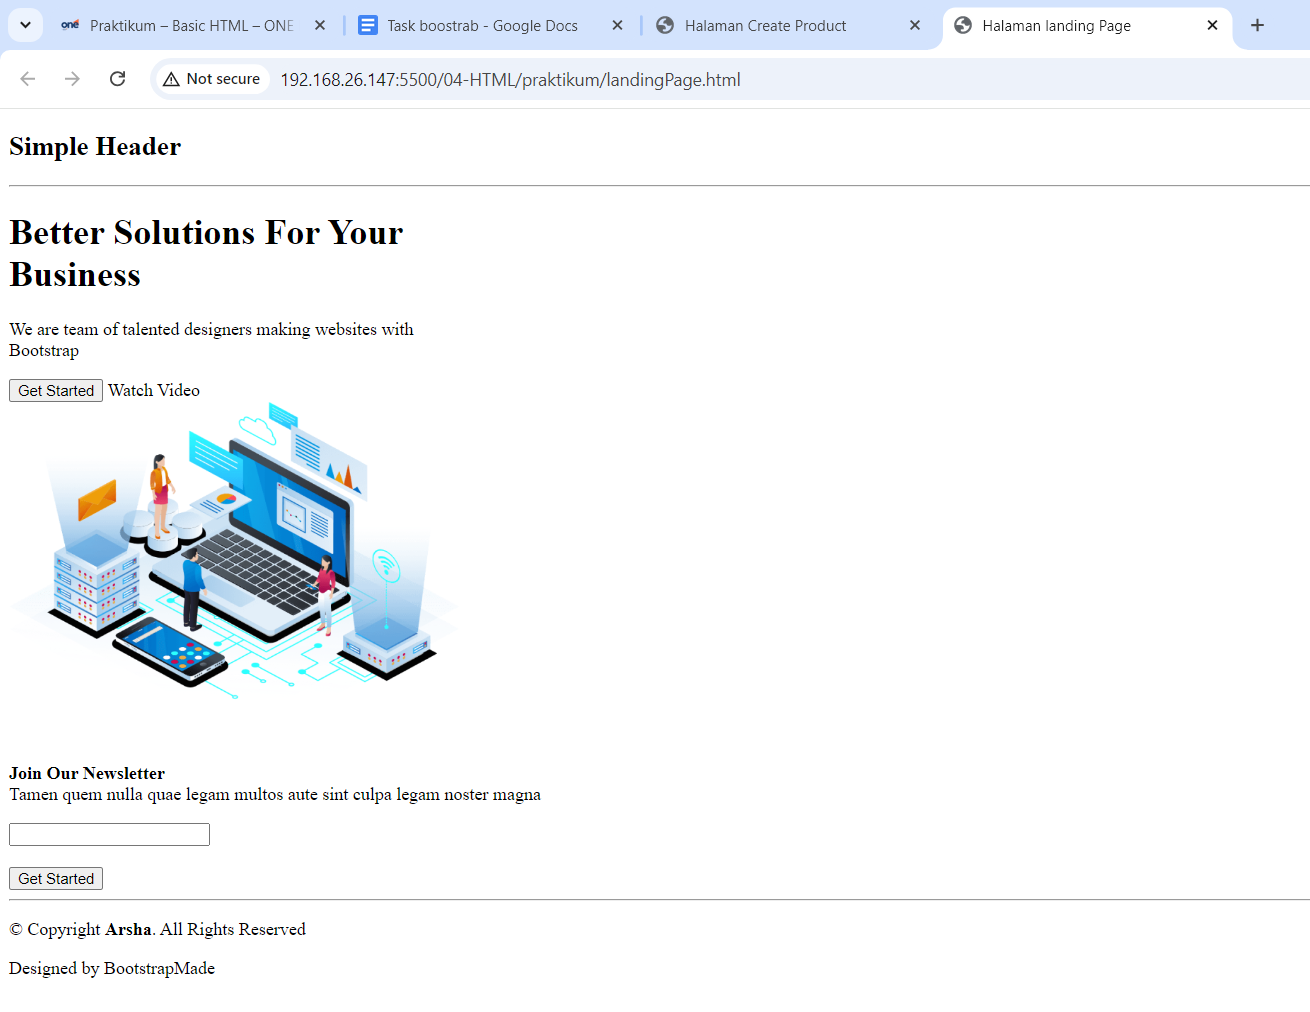 one Praktikum – Basic HTML – ONE
Task boostrab - Google Docs
Halaman Create Product
Halaman landing Page
Not secure
192.168.26.147:5500/04-HTML/praktikum/landingPage.html
Simple Header
Better Solutions For Your
Business
We are team of talented designers making websites with
Bootstrap
Get Started Watch Video
Join Our Newsletter
Tamen quem nulla quae legam multos aute sint culpa legam noster magna
Get Started
© Copyright Arsha. All Rights Reserved
Designed by BootstrapMade